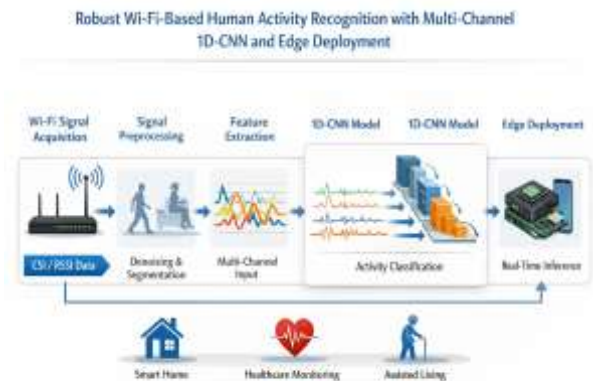 Robust Wi-Fi-Based Human Activity Recognition with Multi-Channel
1D-CNN and Edge Deployment
Wi-Fi Signal
Acquisition
Signal
Preprocessing
Feature
Extraction
1D-CNN Model
1D-CNN Model
Edge Deployment
CSI / RSSI Data
Denoising &
Segmentation
Multi-Channel
Input
Activity Classification
Real-Time Inference
Smart Home
Healthcare Monitoring
Assisted Living